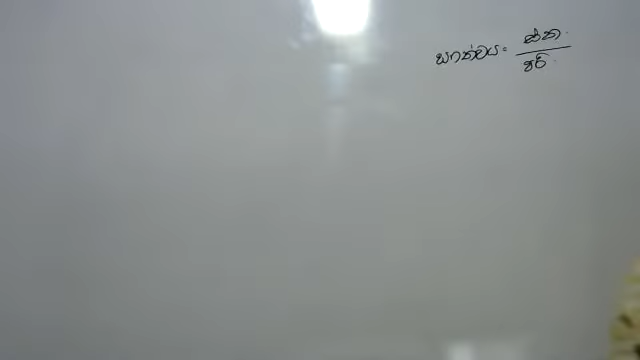 ඝනත්වය = ස්ක.
පරි.